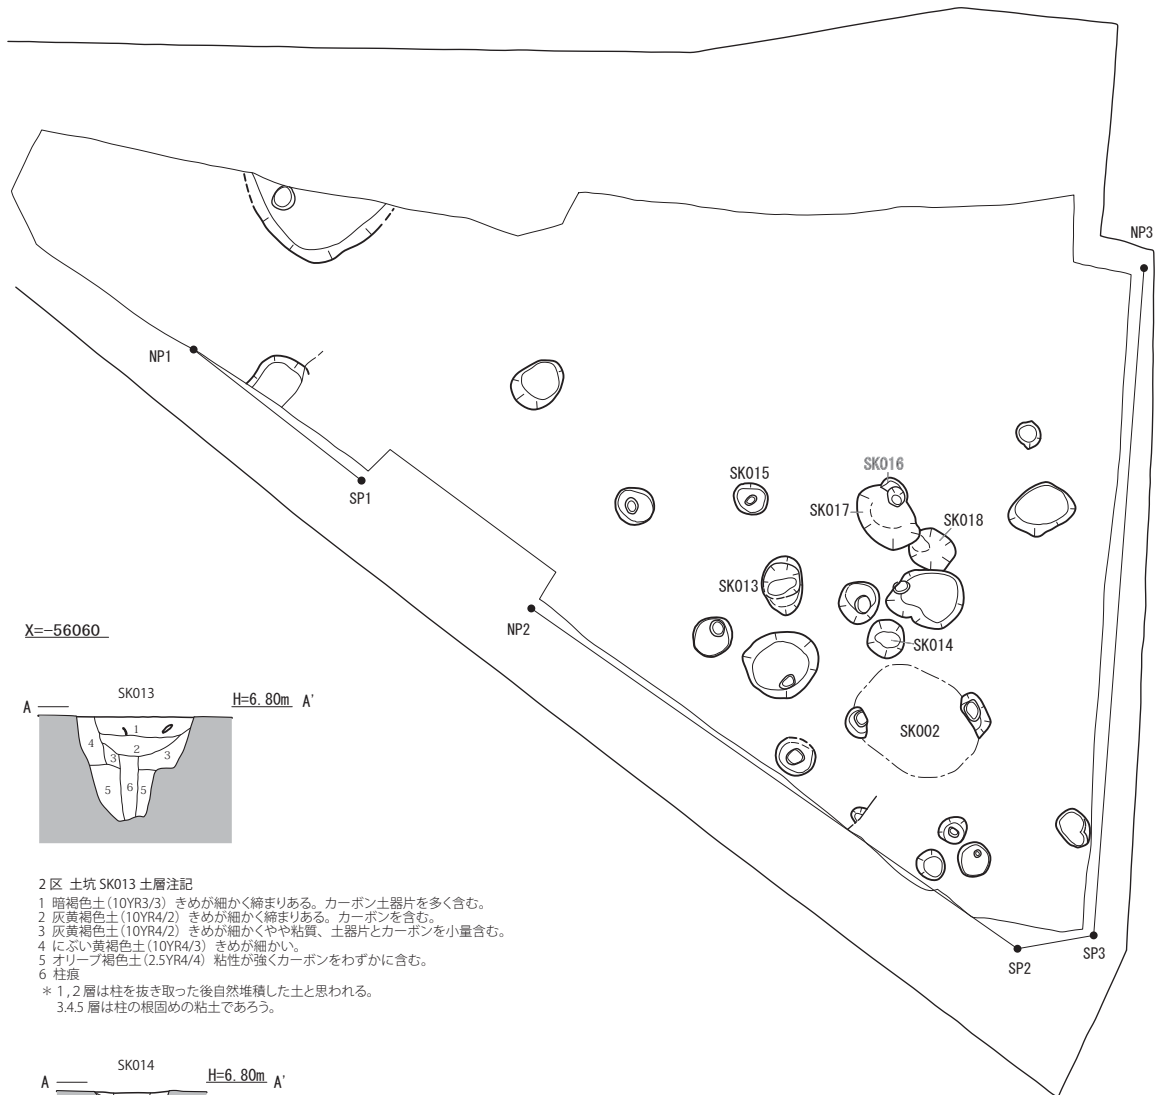 NP3
NP1
SP1
SK015
SK016
SK017
SK018
SK013
NP2
SK014
X=-56060
SK002
SK013
A
H=6.80m A'
1
4
2
3
3
5
6
5
SP2
SP3
2区 土坑 SK013 土層注記
1 暗褐色土(10YR3/3) きめが細かく締まりある。カーボン土器片を多く含む。
2 灰黄褐色土(10YR4/2) きめが細かく締まりある。カーボンを含む。
3 灰黄褐色土(10YR4/2) きめが細かくやや粘質、土器片とカーボンを小量含む。
4 にぶい黄褐色土(10YR4/3) きめが細かい。
5 オリーブ褐色土(2.5YR4/4) 粘性が強くカーボンをわずかに含む。
6 柱痕
＊1,2層は柱を抜き取った後自然堆積した土と思われる。
3.4.5層は柱の根固めの粘土であろう。
SK014
A
H=6.80m A'